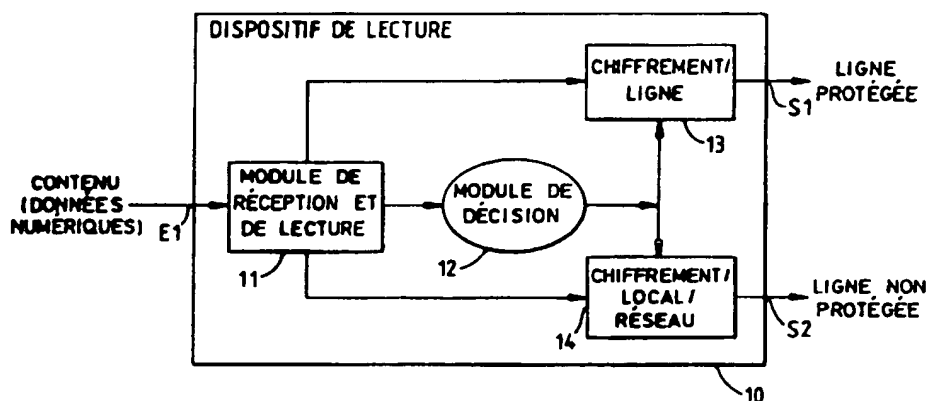 DISPOSITIF DE LECTURE
CHIFFREMENT/
LIGNE
13
S1
LIGNE
PROTÉGÉE
CONTENU
(DONNÉES
NUMÉRIQUES)
E1
MODULE DE
RÉCEPTION ET
DE LECTURE
11
MODULE DE
DÉCISION
12
CHIFFREMENT/
LOCAL/
RÉSEAU
14
S2
LIGNE NON
PROTÉGÉE
10